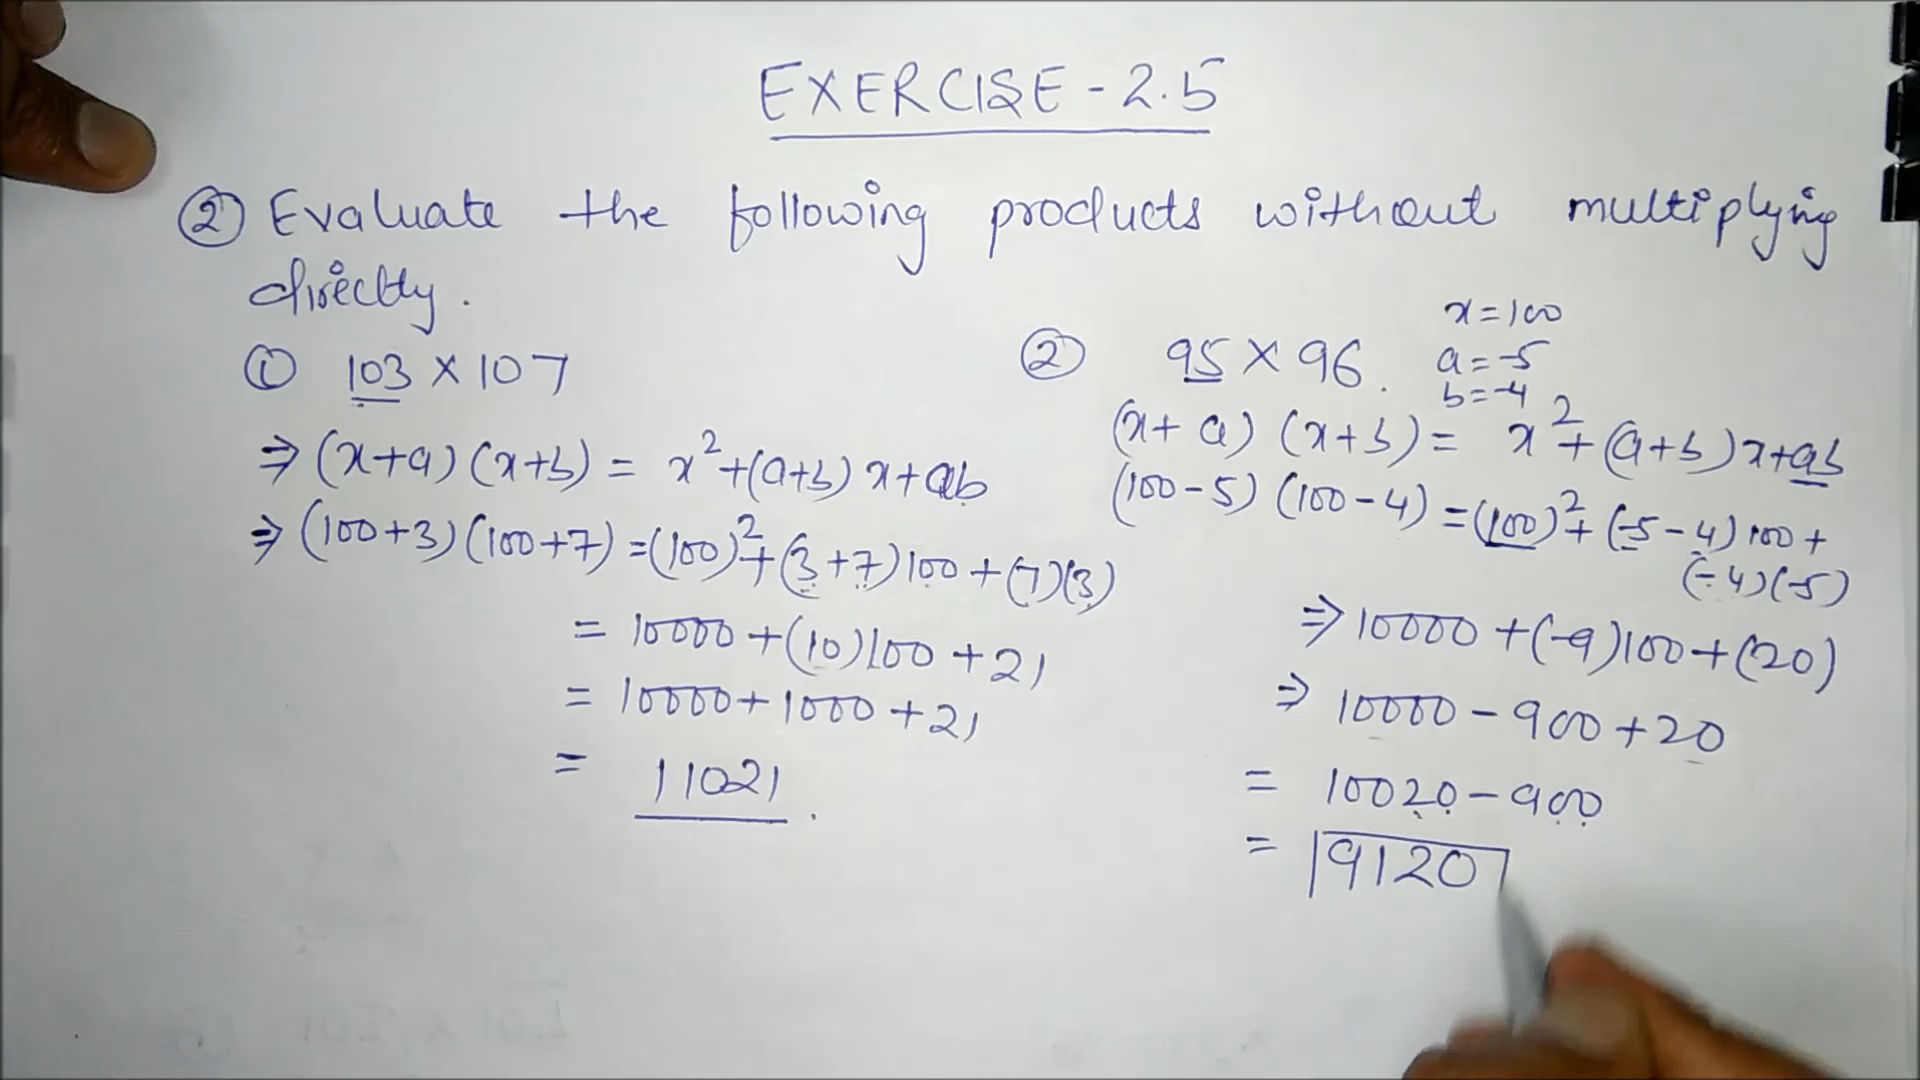 EXERCISE - 2.5
② Evaluate the following products without multiplying
directly.
① 103 × 107
⇒ (x+a) (x+b) = x²+(a+b) x+ab
⇒ (100+3) (100+7) = (100)²+(3+7)100+(7)(3)
= 10000+(10)100+21
= 10000+1000+21
= 11021.
② 95 × 96.
x=100
a=-5
b=-4
(x+a) (x+b) = x²+(a+b)x+ab
(100-5) (100-4) = (100)²+(-5-4)100+
(-4)(-5)
⇒ 10000+(-9)100+(20)
⇒ 10000-900+20
= 10020-900
= 9120